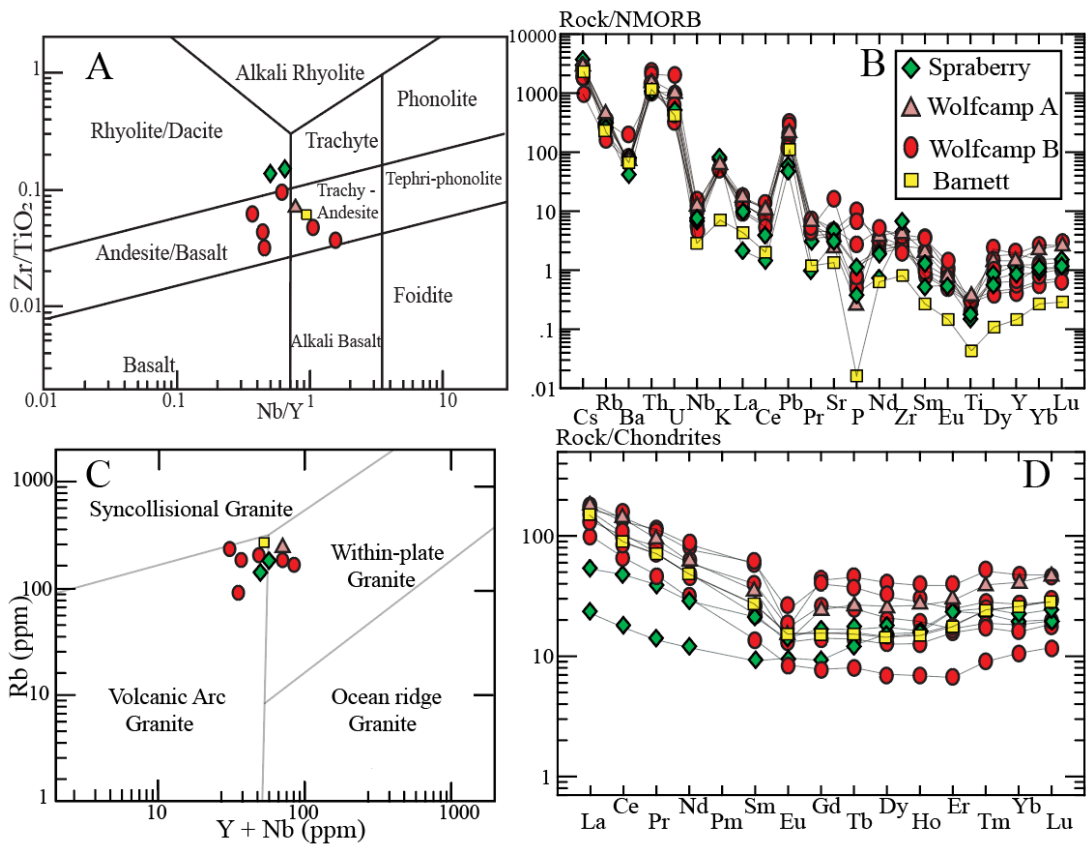 A
Alkali Rhyolite
Phonolite
Rhyolite/Dacite
Trachyte
Tephri-phonolite
Trachy -
Andesite
Andesite/Basalt
Foidite
Basalt
Alkali Basalt
Zr/TiO2
1
0.1
0.01
0.01
0.1
1
10
Nb/Y
Rock/NMORB
B
10000
1000
100
10
1
.1
.01
Spraberry
Wolfcamp A
Wolfcamp B
Barnett
Cs Rb Ba Th U Nb K La Ce Pb Pr Sr P Nd Zr Sm Eu Ti Dy Y Yb Lu
C
Syncollisional Granite
Within-plate
Granite
Volcanic Arc
Granite
Ocean ridge
Granite
Rb (ppm)
1000
100
10
1
10
100
1000
Y + Nb (ppm)
Rock/Chondrites
D
100
10
1
La Ce Pr Nd Pm Sm Eu Gd Tb Dy Ho Er Tm Yb Lu